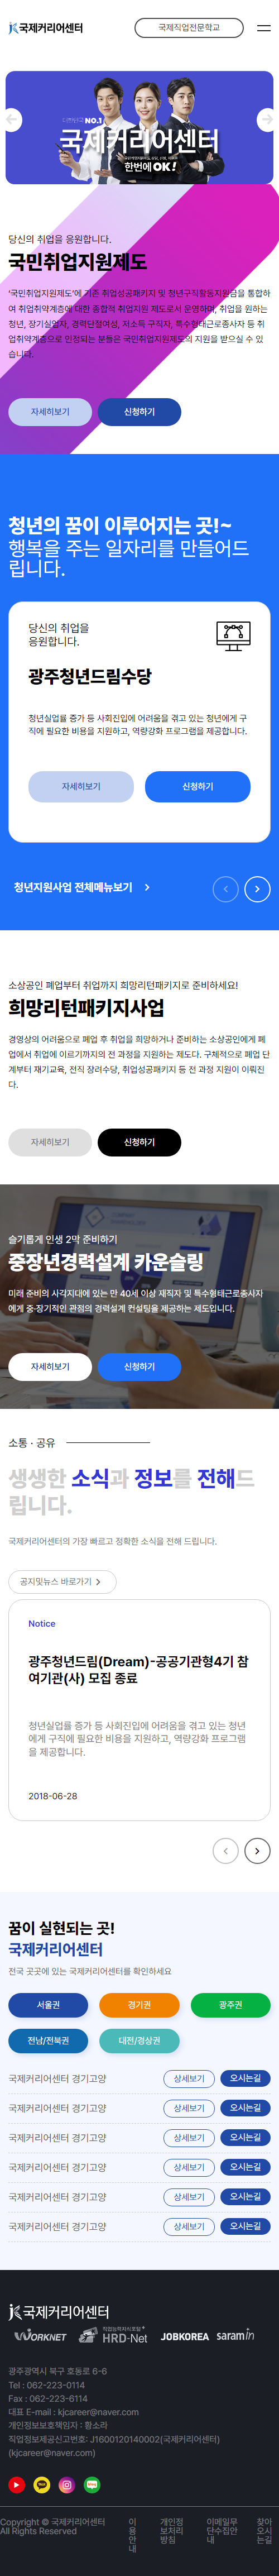 국제커리어센터
국제직업전문학교
대한민국 NO.1
국제커리어센터
한번에 OK!
당신의 취업을 응원합니다.
국민취업지원제도
'국민취업지원제도'에 기존 취업성공패키지 및 청년구직활동지원금을 통합하
여 취업취약계층에 대한 종합적 취업지원 제도로서 운영하며, 취업을 원하는
청년, 장기실업자, 경력단절여성, 저소득 구직자, 특수형태근로종사자 등 취
업취약계층으로 인정되는 분들은 국민취업지원제도의 지원을 받으실 수 있
습니다.
자세히보기
신청하기
청년의 꿈이 이루어지는 곳!~
행복을 주는 일자리를 만들어드
립니다.
당신의 취업을
응원합니다.
광주청년드림수당
청년실업률 증가 등 사회진입에 어려움을 겪고 있는 청년에게 구
직에 필요한 비용을 지원하고, 역량강화 프로그램을 제공합니다.
자세히보기
신청하기
청년지원사업 전체메뉴보기
소상공인 폐업부터 취업까지 희망리턴패키지로 준비하세요!
희망리턴패키지사업
경영상의 어려움으로 폐업 후 취업을 희망하거나 준비하는 소상공인에게 폐
업에서 취업에 이르기까지의 전 과정을 지원하는 제도다. 구체적으로 폐업 단
계부터 재기교육, 전직 장려수당, 취업성공패키지 등 전 과정 지원이 이뤄진
다.
자세히보기
신청하기
슬기롭게 인생 2막 준비하기
중장년경력설계 카운슬링
미래 준비의 사각지대에 있는 만 40세 이상 재직자 및 특수형태근로종사자
에게 중·장기적인 관점의 경력설계 컨설팅을 제공하는 제도입니다.
자세히보기
신청하기
소통 · 공유
생생한 소식과 정보를 전해드
립니다.
국제커리어센터의 가장 빠르고 정확한 소식을 전해 드립니다.
공지및뉴스 바로가기
Notice
광주청년드림(Dream)-공공기관형4기 참
여기관(사) 모집 종료
청년실업률 증가 등 사회진입에 어려움을 겪고 있는 청년
에게 구직에 필요한 비용을 지원하고, 역량강화 프로그램
을 제공합니다.
2018-06-28
꿈이 실현되는 곳!
국제커리어센터
전국 곳곳에 있는 국제커리어센터를 확인하세요
서울권
경기권
광주권
전남/전북권
대전/경상권
국제커리어센터 경기고양
상세보기
오시는길
국제커리어센터 경기고양
상세보기
오시는길
국제커리어센터 경기고양
상세보기
오시는길
국제커리어센터 경기고양
상세보기
오시는길
국제커리어센터 경기고양
상세보기
오시는길
국제커리어센터 경기고양
상세보기
오시는길
국제커리어센터
WORKNET
직업능력지식포털
HRD-Net
JOBKOREA
saramin
광주광역시 북구 호동로 6-6
Tel : 062-223-0114
Fax : 062-223-6114
대표 E-mail : kjcareer@naver.com
개인정보보호책임자 : 황소라
직업정보제공신고번호: J1600120140002(국제커리어센터)
(kjcareer@naver.com)
Copyright © 국제커리어센터
All Rights Reserved
이
용
안
내
개인정
보처리
방침
이메일무
단수집안
내
찾아
오시
는길